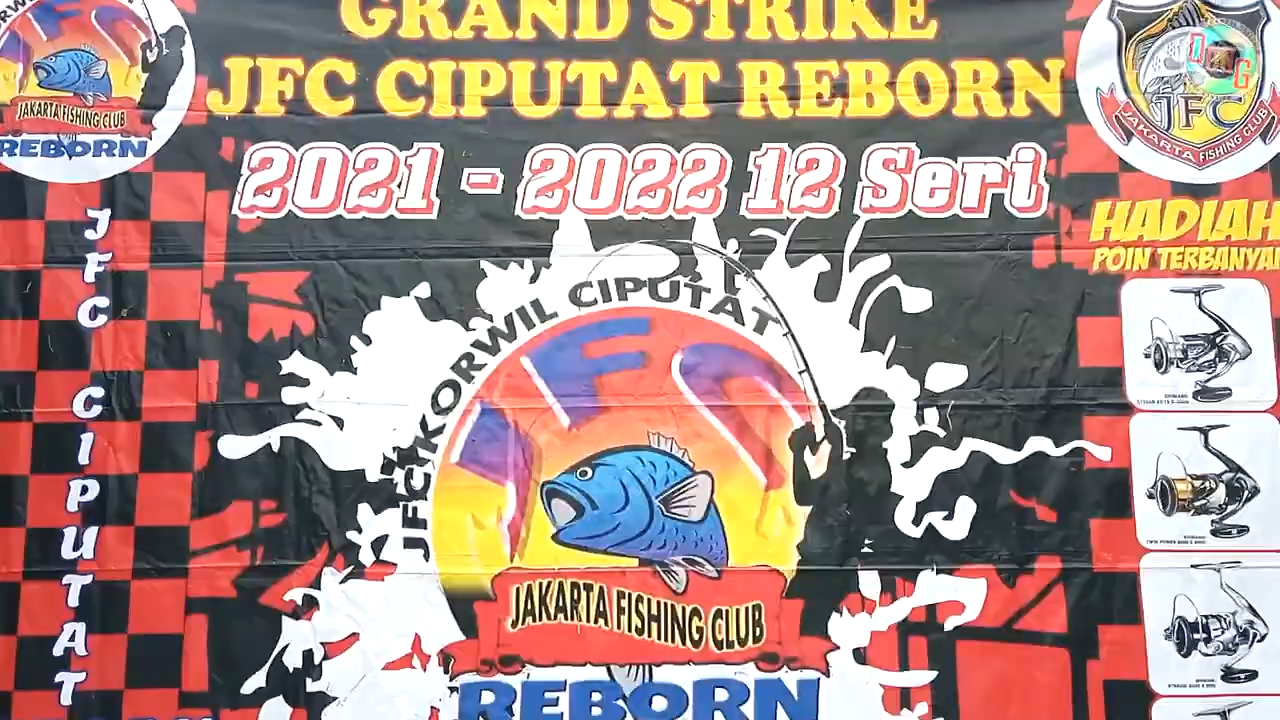 GRAND STRIKE
JFC CIPUTAT REBORN
2021 - 2022 12 Seri
JAKARTA FISHING CLUB
REBORN
JFC
JAKARTA FISHING CLUB
HADIAH
POIN TERBANYAK
JFC CIPUTAT
JFC KORWIL CIPUTAT
JFC
JAKARTA FISHING CLUB
REBORN